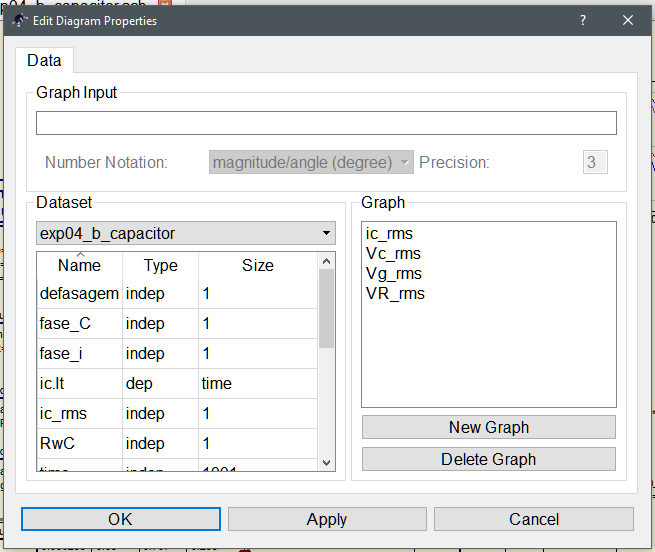 p04_b_capacitor.sch
Edit Diagram Properties
Data
Graph Input
Number Notation: magnitude/angle (degree) Precision: 3
Dataset
exp04_b_capacitor
Name Type Size
defasagem indep 1
fase_C indep 1
fase_i indep 1
ic.It dep time
ic_rms indep 1
RwC indep 1
time indep 1001
Graph
ic_rms
Vc_rms
Vg_rms
VR_rms
New Graph
Delete Graph
OK Apply Cancel